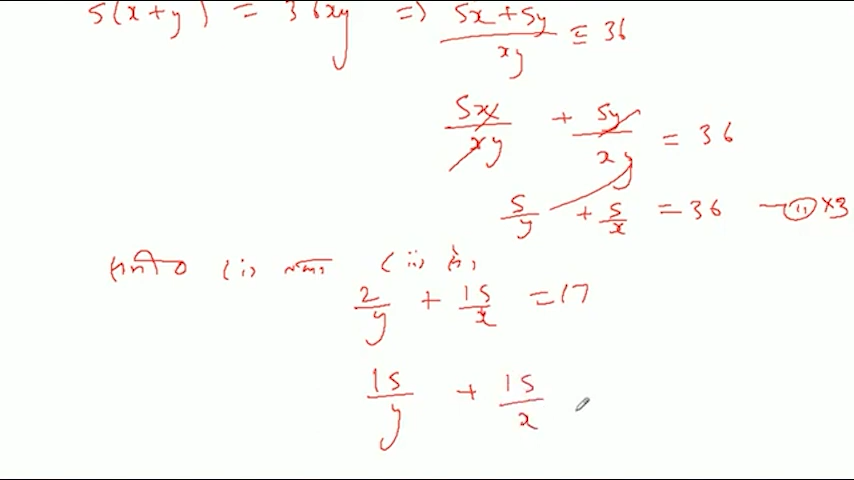 5(x+y) = 36xy => 5x+5y/xy = 36
5x/xy + 5y/xy = 36
5/y + 5/x = 36 — (ii) ×3
(i) (ii) से,
2/y + 15/x = 17
15/y + 15/x